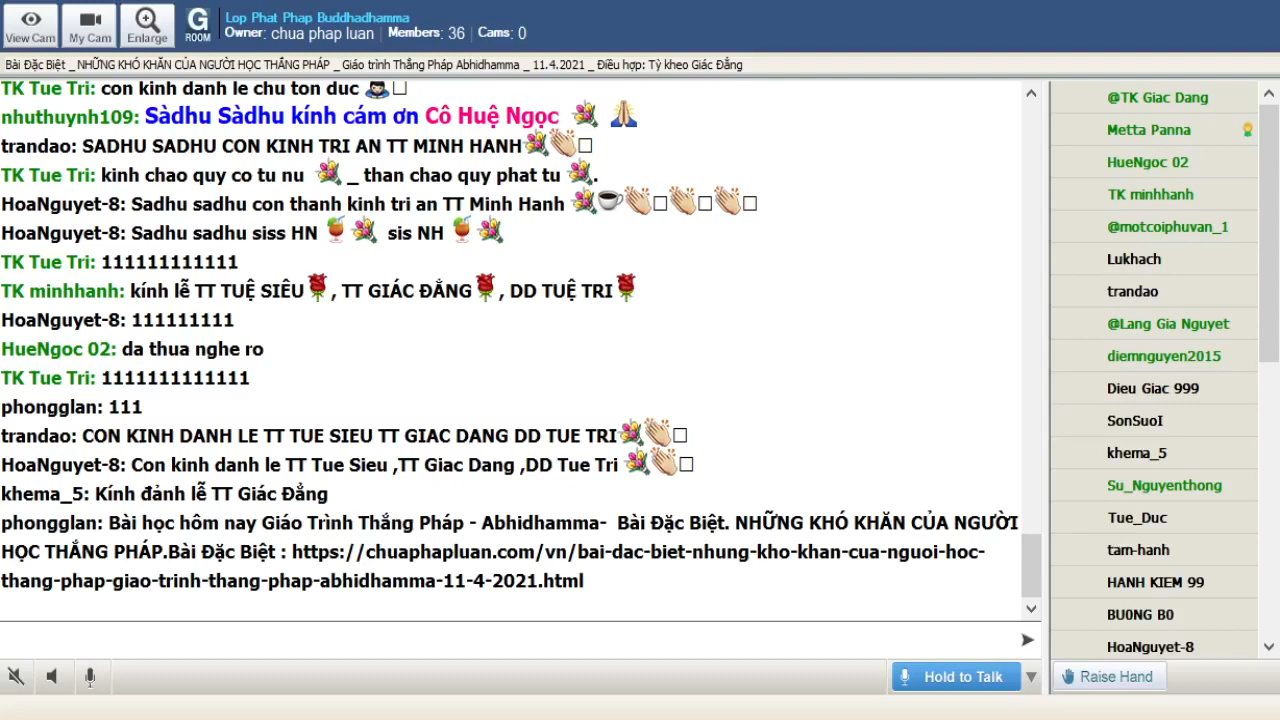 View Cam
My Cam
Enlarge
G
ROOM
Lop Phat Phap Buddhadhamma
Owner: chua phap luan
Members: 36
Cams: 0
Bài Đặc Biệt _ NHỮNG KHÓ KHĂN CỦA NGƯỜI HỌC THẮNG PHÁP _ Giáo trình Thắng Pháp Abhidhamma _ 11.4.2021 _ Điều hợp: Tỳ kheo Giác Đẳng
TK Tue Tri: con kinh danh le chu ton duc
nhuthuynh109: Sàdhu Sàdhu kính cám ơn Cô Huệ Ngọc
trandao: SADHU SADHU CON KINH TRI AN TT MINH HANH
TK Tue Tri: kinh chao quy co tu nu _ than chao quy phat tu .
HoaNguyet-8: Sadhu sadhu con thanh kinh tri an TT Minh Hanh
HoaNguyet-8: Sadhu sadhu siss HN sis NH
TK Tue Tri: 111111111111
TK minhhanh: kính lễ TT TUỆ SIÊU, TT GIÁC ĐẲNG, DD TUỆ TRI
HoaNguyet-8: 111111111
HueNgoc 02: da thua nghe ro
TK Tue Tri: 1111111111111
phongglan: 111
trandao: CON KINH DANH LE TT TUE SIEU TT GIAC DANG DD TUE TRI
HoaNguyet-8: Con kinh danh le TT Tue Sieu ,TT Giac Dang ,DD Tue Tri
khema_5: Kính đảnh lễ TT Giác Đẳng
phongglan: Bài học hôm nay Giáo Trình Thắng Pháp - Abhidhamma- Bài Đặc Biệt. NHỮNG KHÓ KHĂN CỦA NGƯỜI
HỌC THẮNG PHÁP.Bài Đặc Biệt : https://chuaphapluan.com/vn/bai-dac-biet-nhung-kho-khan-cua-nguoi-hoc-
thang-phap-giao-trinh-thang-phap-abhidhamma-11-4-2021.html
@TK Giac Dang
Metta Panna
HueNgoc 02
TK minhhanh
@motcoiphuvan_1
Lukhach
trandao
@Lang Gia Nguyet
diemnguyen2015
Dieu Giac 999
SonSuoI
khema_5
Su_Nguyenthong
Tue_Duc
tam-hanh
HANH KIEM 99
BU0NG B0
HoaNguyet-8
Hold to Talk
Raise Hand